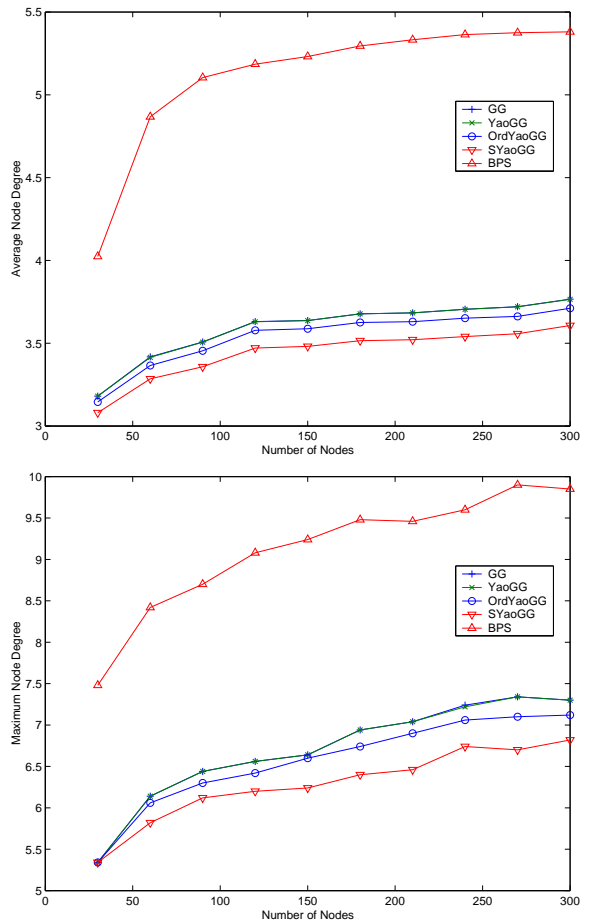 5.5
5
4.5
4
3.5
3
Average Node Degree
GG
YaoGG
OrdYaoGG
SYaoGG
BPS
0 50 100 150 200 250 300
Number of Nodes
10
9.5
9
8.5
8
7.5
7
6.5
6
5.5
5
Maximum Node Degree
GG
YaoGG
OrdYaoGG
SYaoGG
BPS
0 50 100 150 200 250 300
Number of Nodes